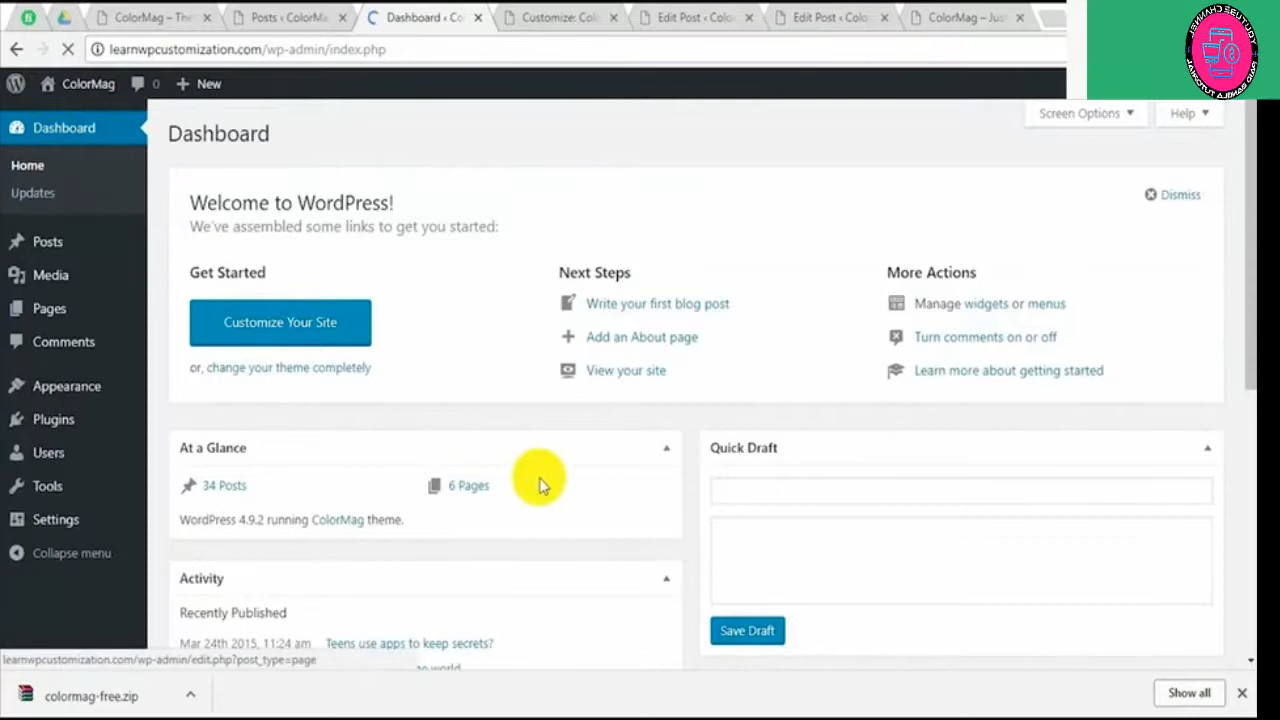 ColorMag – The
Posts ‹ ColorMa
Dashboard ‹ Co
Customize: Col
Edit Post ‹ Colo
Edit Post ‹ Color
ColorMag – Jus
learnwpcustomization.com/wp-admin/index.php
ColorMag
0
New
Screen Options
Help
Dashboard
Home
Updates
Posts
Media
Pages
Comments
Appearance
Plugins
Users
Tools
Settings
Collapse menu
Dashboard
Welcome to WordPress!
Dismiss
We've assembled some links to get you started:
Get Started
Customize Your Site
or, change your theme completely
Next Steps
Write your first blog post
Add an About page
View your site
More Actions
Manage widgets or menus
Turn comments on or off
Learn more about getting started
At a Glance
34 Posts
6 Pages
WordPress 4.9.2 running ColorMag theme.
Quick Draft
Save Draft
Activity
Recently Published
Mar 24th 2015, 11:24 am
Teens use apps to keep secrets?
learnwpcustomization.com/wp-admin/edit.php?post_type=page
colormag-free.zip
Show all